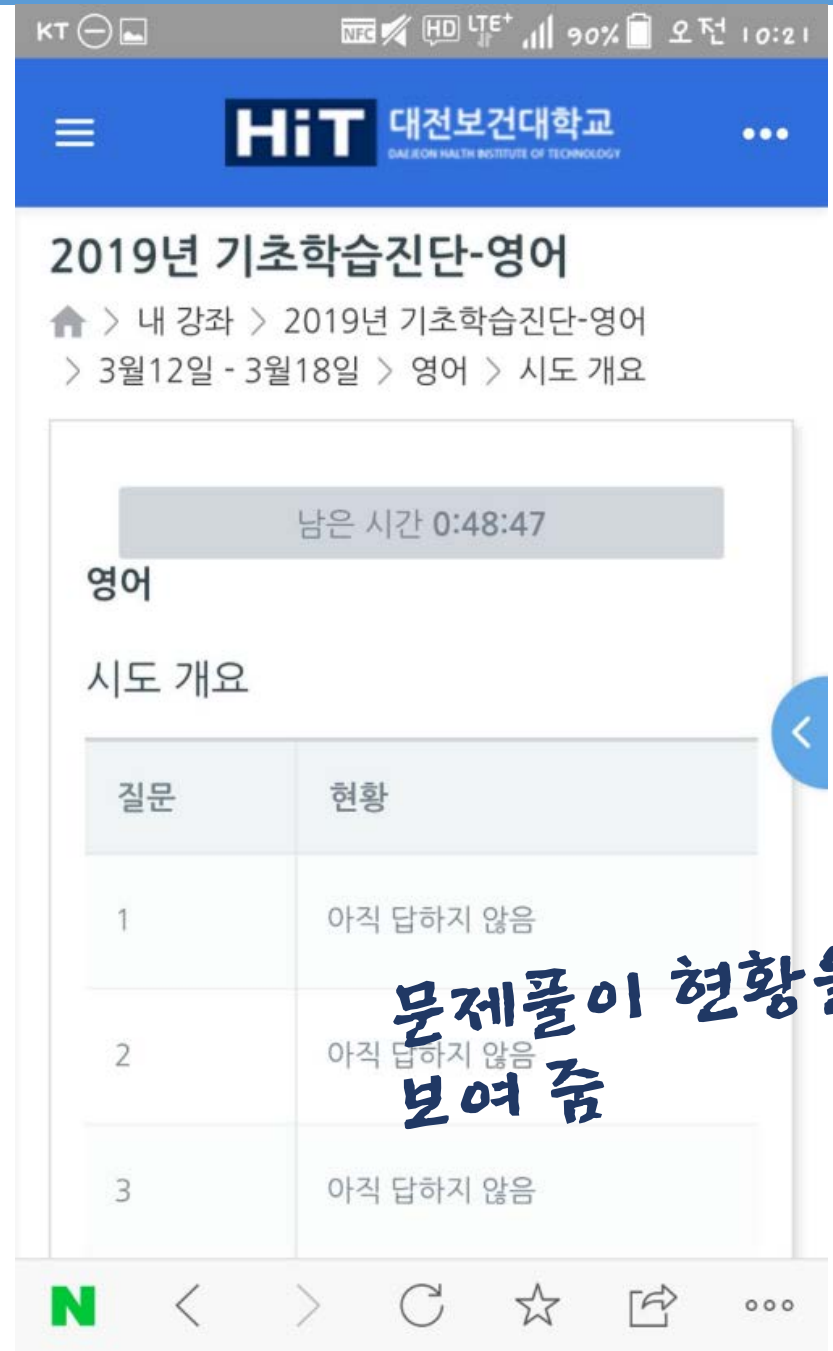 KT NFC HD LTE+ 90% 오전 10:21
HiT 대전보건대학교
DAEJEON HALTH INSTITUTE OF TECHNOLOGY
2019년 기초학습진단-영어
> 내 강좌 > 2019년 기초학습진단-영어
> 3월12일 - 3월18일 > 영어 > 시도 개요
남은 시간 0:48:47
영어
시도 개요
질문 현황
1 아직 답하지 않음
문제풀이 현황을
2 아직 답하지 않음
보여 줌
3 아직 답하지 않음
N